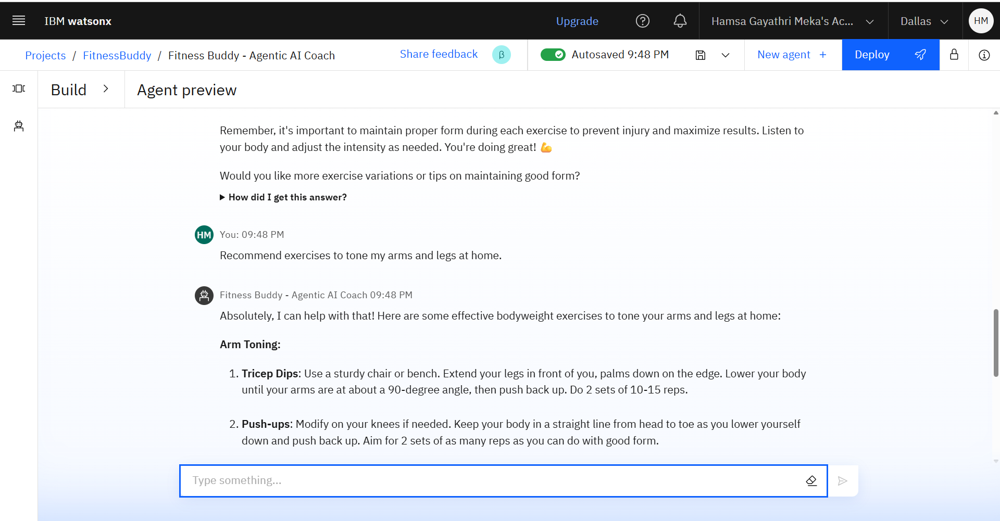 IBM watsonx
Upgrade
Hamsa Gayathri Meka's Ac...
Dallas
HM
Projects / FitnessBuddy / Fitness Buddy - Agentic AI Coach
Share feedback
β
Autosaved 9:48 PM
New agent +
Deploy
Build
Agent preview
Remember, it's important to maintain proper form during each exercise to prevent injury and maximize results. Listen to
your body and adjust the intensity as needed. You're doing great! 💪
Would you like more exercise variations or tips on maintaining good form?
How did I get this answer?
HM
You: 09:48 PM
Recommend exercises to tone my arms and legs at home.
Fitness Buddy - Agentic AI Coach 09:48 PM
Absolutely, I can help with that! Here are some effective bodyweight exercises to tone your arms and legs at home:
Arm Toning:
1. Tricep Dips: Use a sturdy chair or bench. Extend your legs in front of you, palms down on the edge. Lower your body
until your arms are at about a 90-degree angle, then push back up. Do 2 sets of 10-15 reps.
2. Push-ups: Modify on your knees if needed. Keep your body in a straight line from head to toe as you lower yourself
down and push back up. Aim for 2 sets of as many reps as you can do with good form.
Type something...